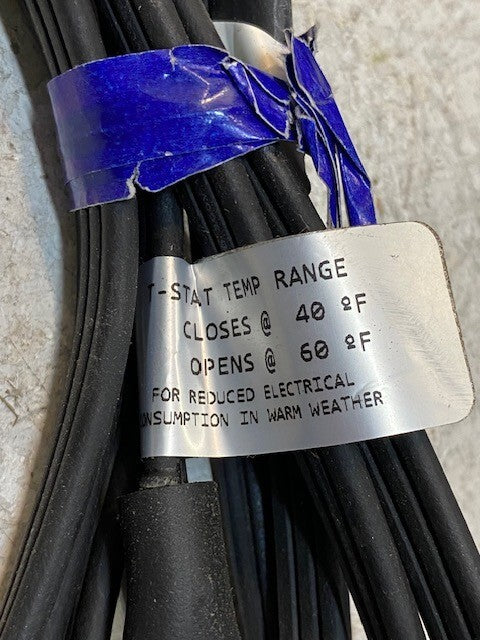 T-STAT TEMP RANGE
CLOSES @ 40 ºF
OPENS @ 60 ºF
FOR REDUCED ELECTRICAL
ONSUMPTION IN WARM WEATHER